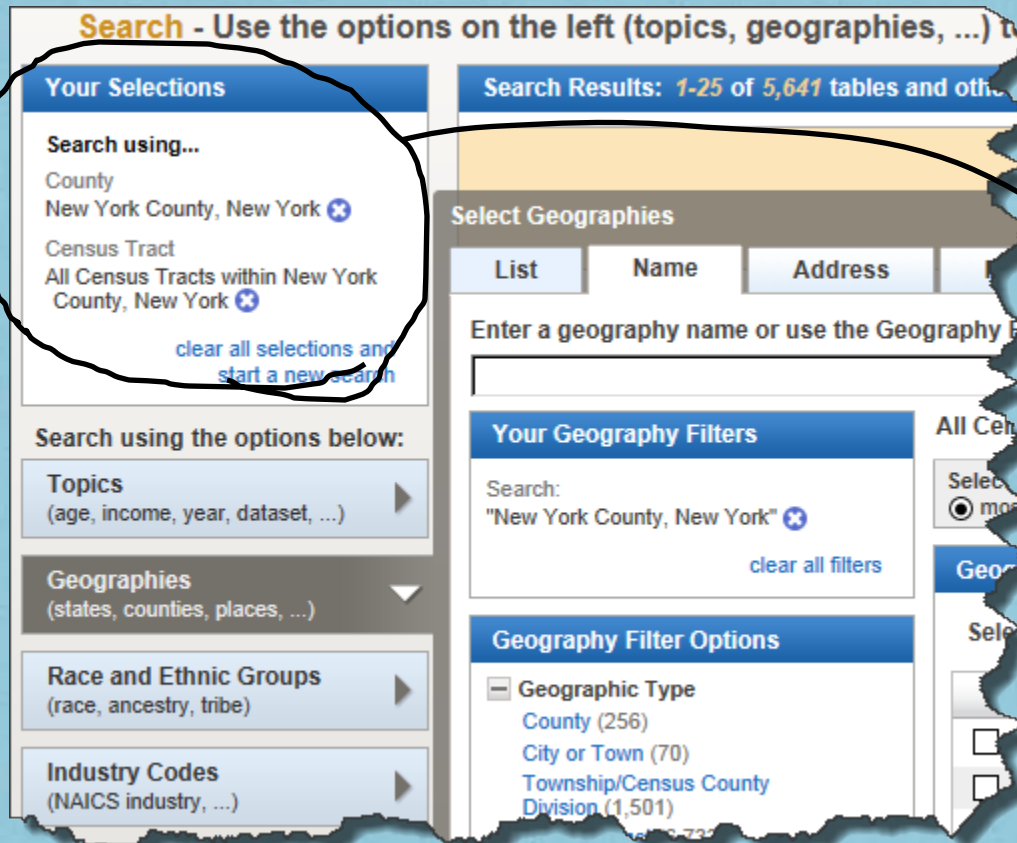 Search - Use the options on the left (topics, geographies, ...)
Your Selections
Search using...
County
New York County, New York
Census Tract
All Census Tracts within New York
County, New York
clear all selections and
start a new search
Search using the options below:
Topics
(age, income, year, dataset, ...)
Geographies
(states, counties, places, ...)
Race and Ethnic Groups
(race, ancestry, tribe)
Industry Codes
(NAICS industry, ...)
Search Results: 1-25 of 5,641 tables and
Select Geographies
List
Name
Address
Enter a geography name or use the Geography
Your Geography Filters
Search:
"New York County, New York"
clear all filters
Geography Filter Options
Geographic Type
County (256)
City or Town (70)
Township/Census County
Division (1,501)
All